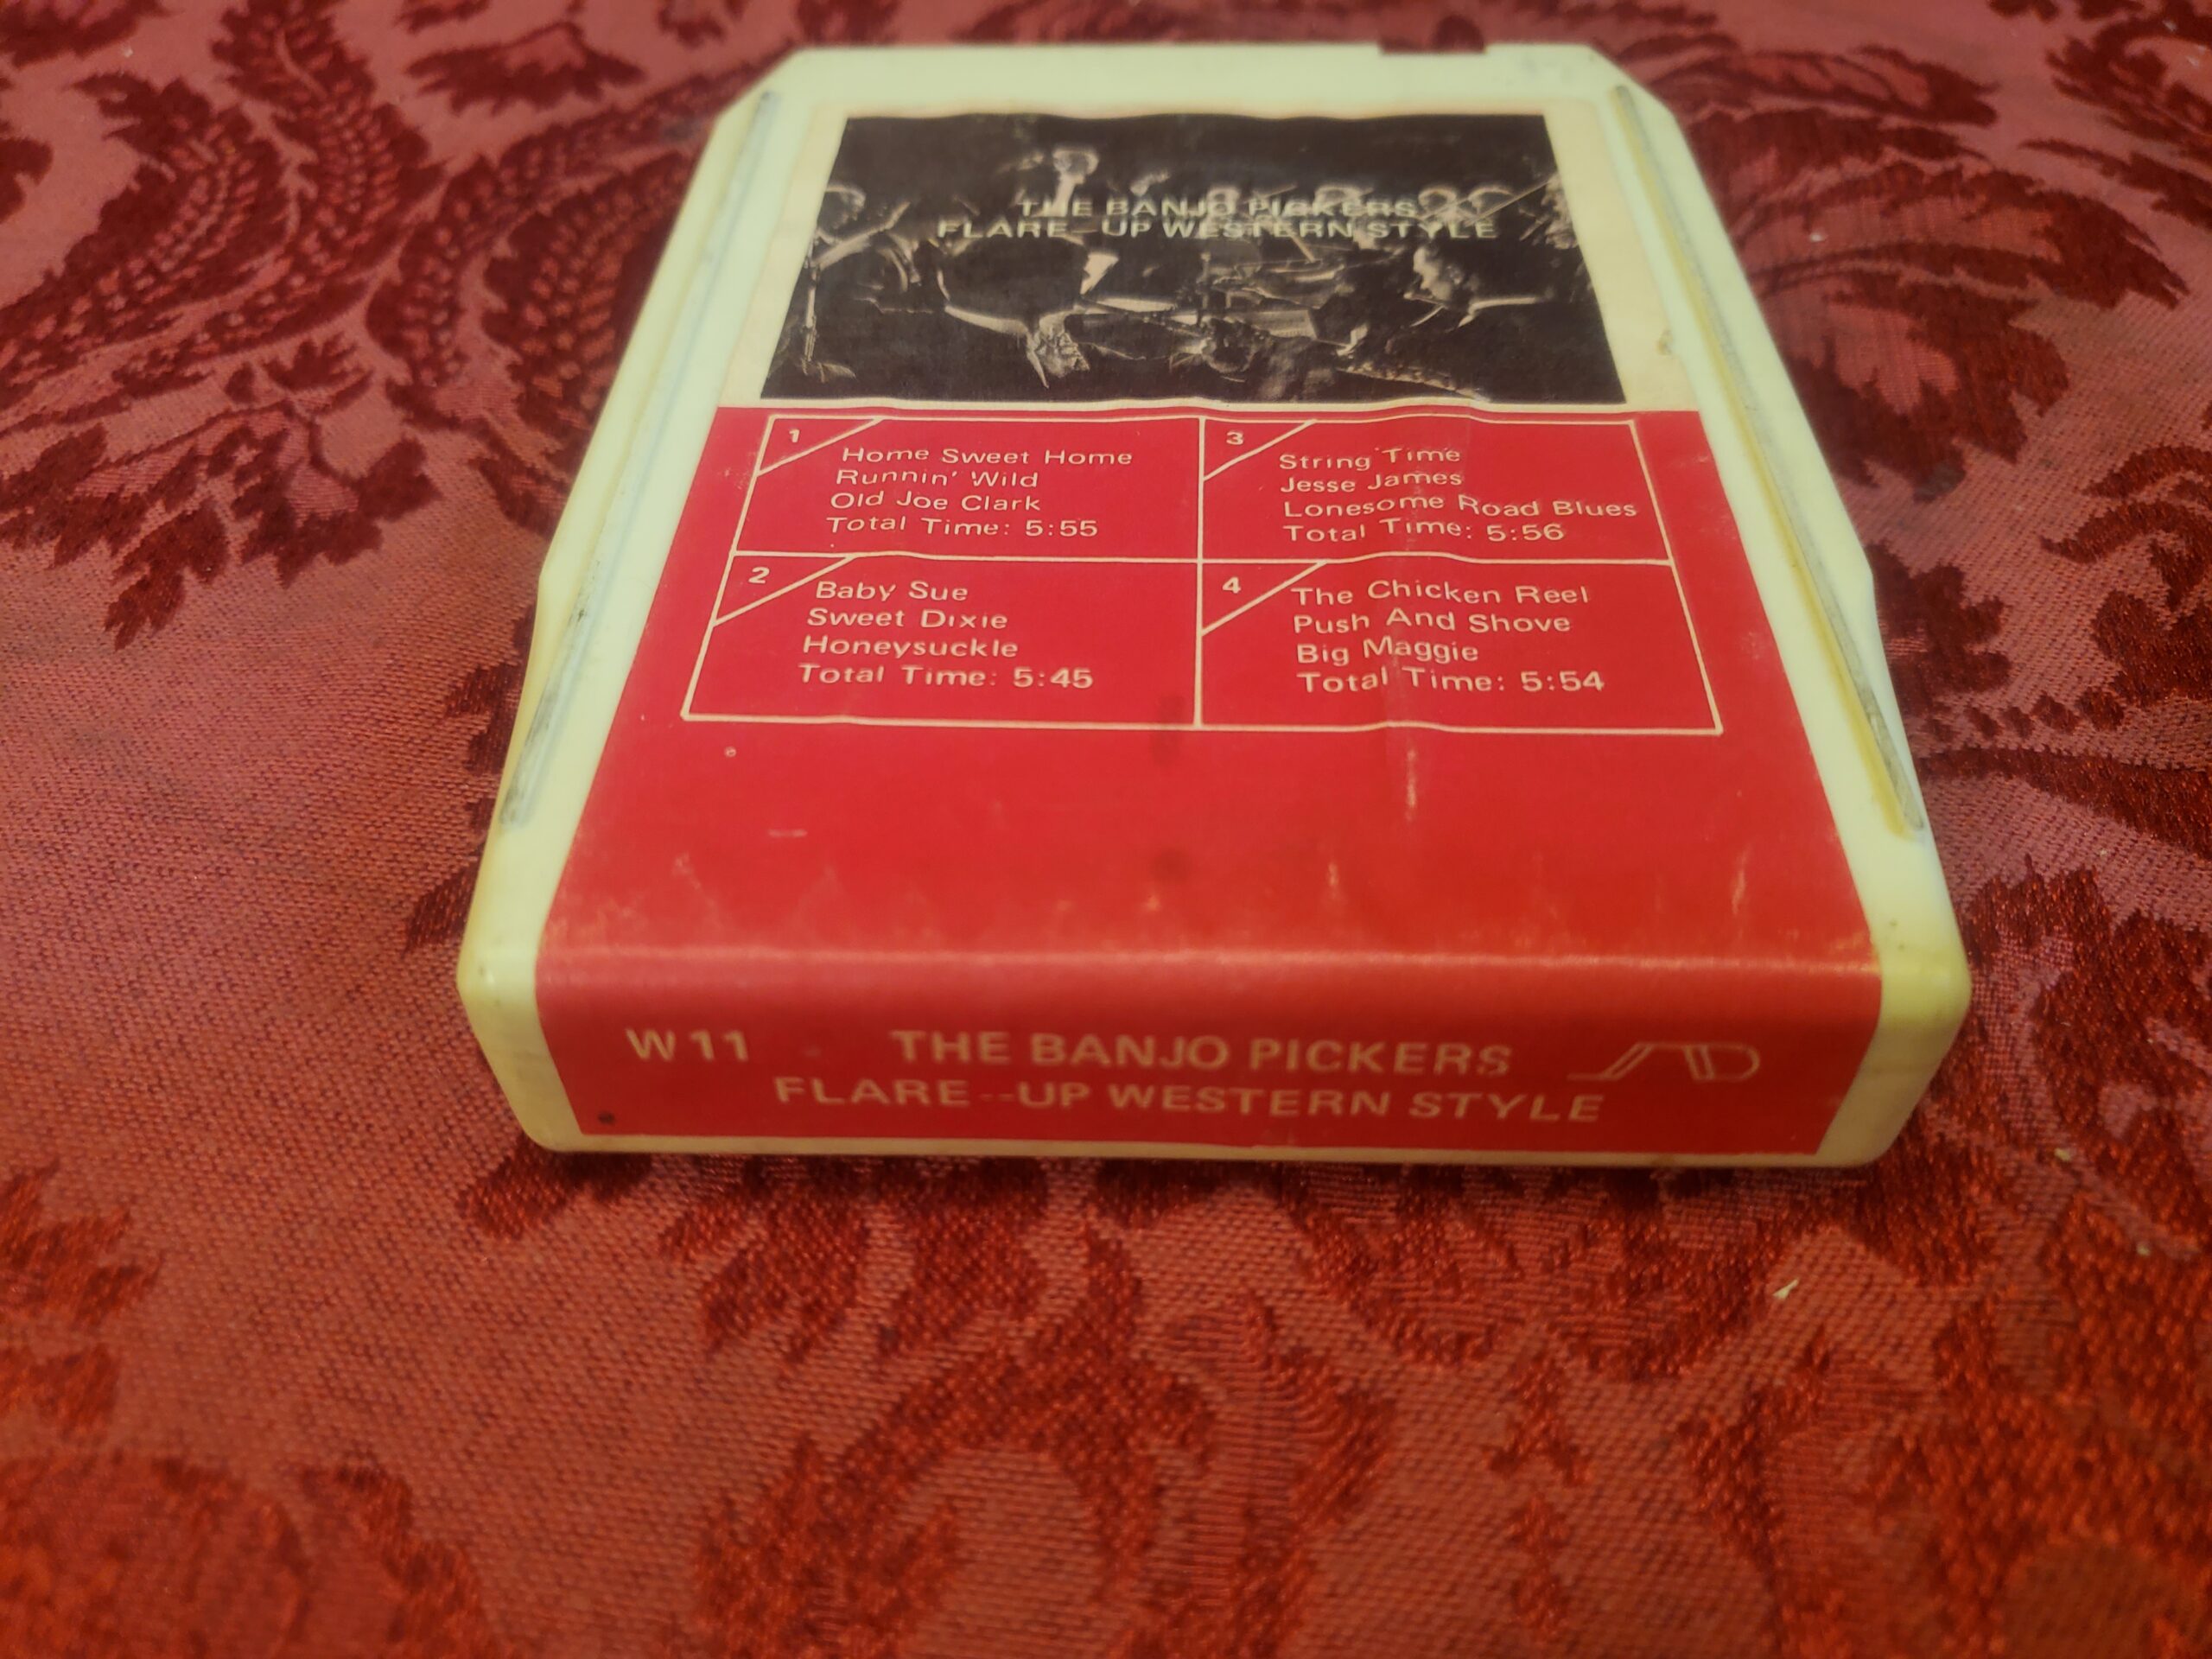 THE BANJO PICKERS
FLARE--UP WESTERN STYLE
1
Home Sweet Home
Runnin' Wild
Old Joe Clark
Total Time: 5:55
2
Baby Sue
Sweet Dixie
Honeysuckle
Total Time: 5:45
3
String Time
Jesse James
Lonesome Road Blues
Total Time: 5:56
4
The Chicken Reel
Push And Shove
Big Maggie
Total Time: 5:54
W11 THE BANJO PICKERS
FLARE--UP WESTERN STYLE